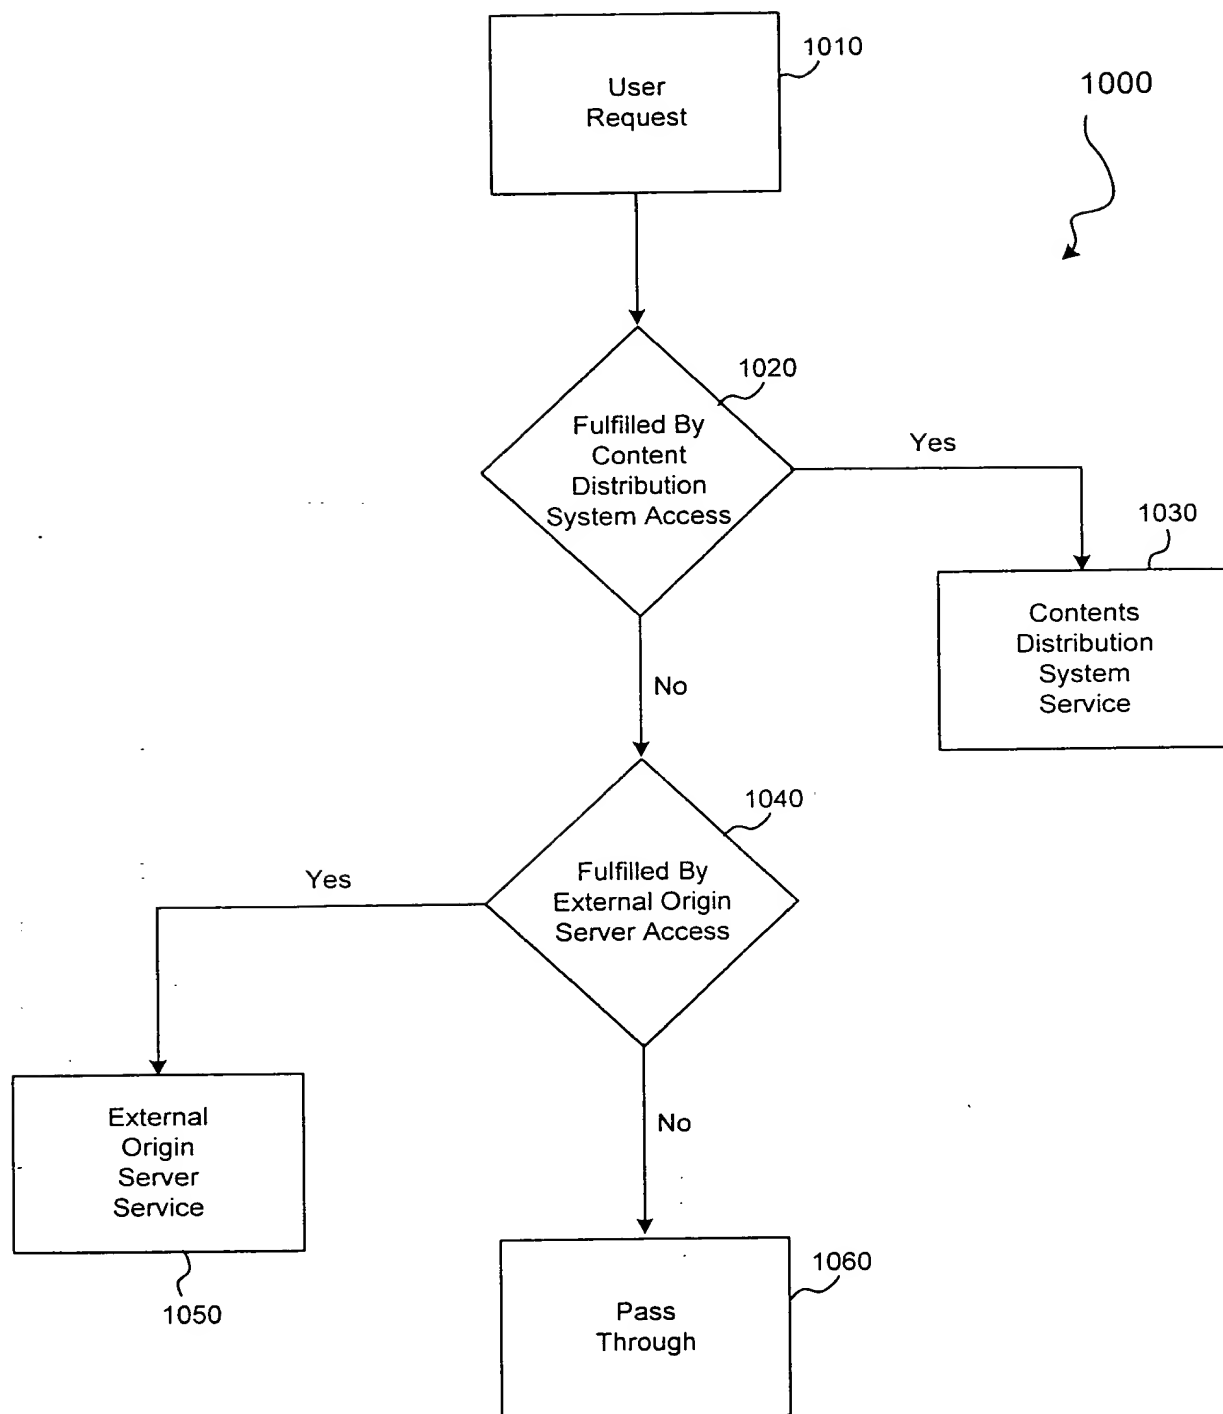 1010
User
Request
1000
1020
Fulfilled By
Content
Distribution
System Access
Yes
1030
Contents
Distribution
System
Service
No
1040
Fulfilled By
External Origin
Server Access
Yes
External
Origin
Server
Service
1050
No
1060
Pass
Through